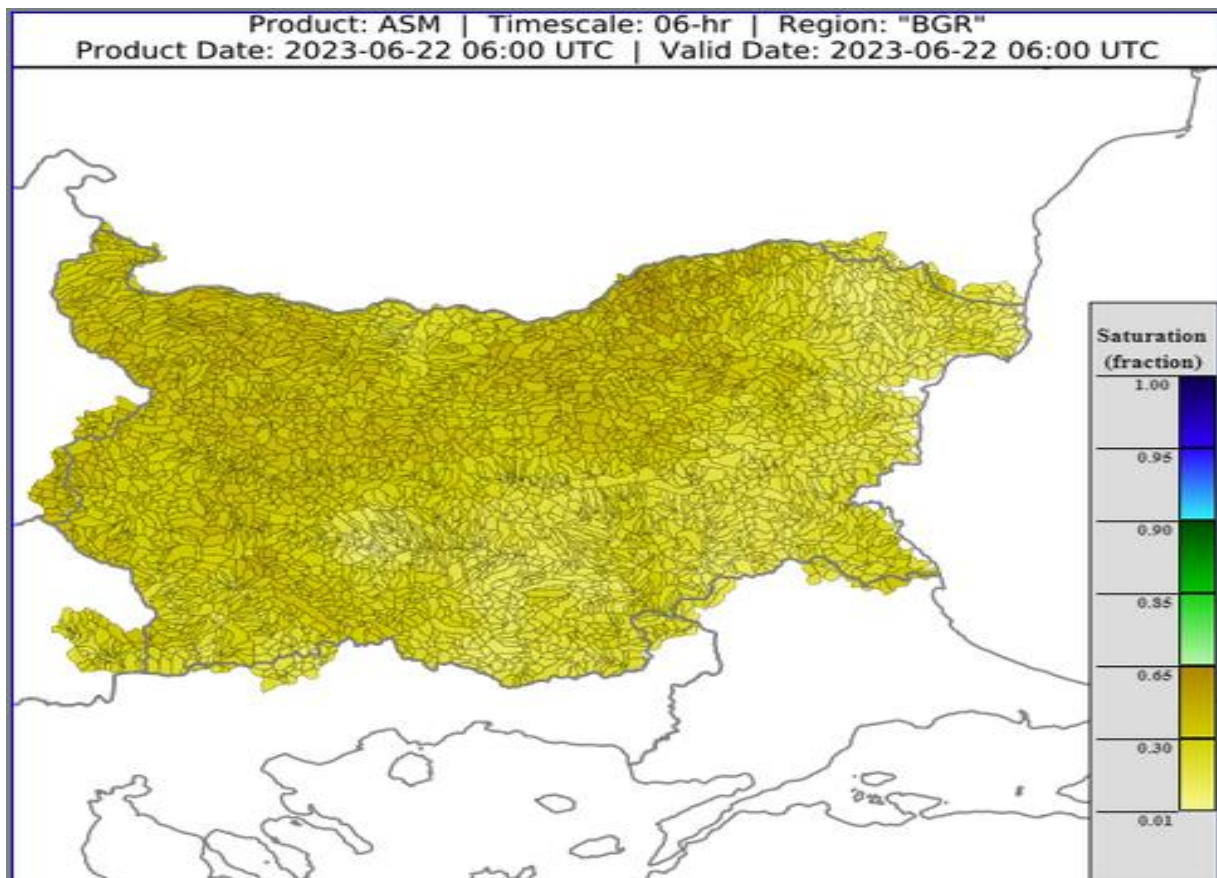 Product: ASM | Timescale: 06-hr | Region: "BGR"
Product Date: 2023-06-22 06:00 UTC | Valid Date: 2023-06-22 06:00 UTC
Saturation
(fraction)
1.00
0.95
0.90
0.85
0.65
0.30
0.01